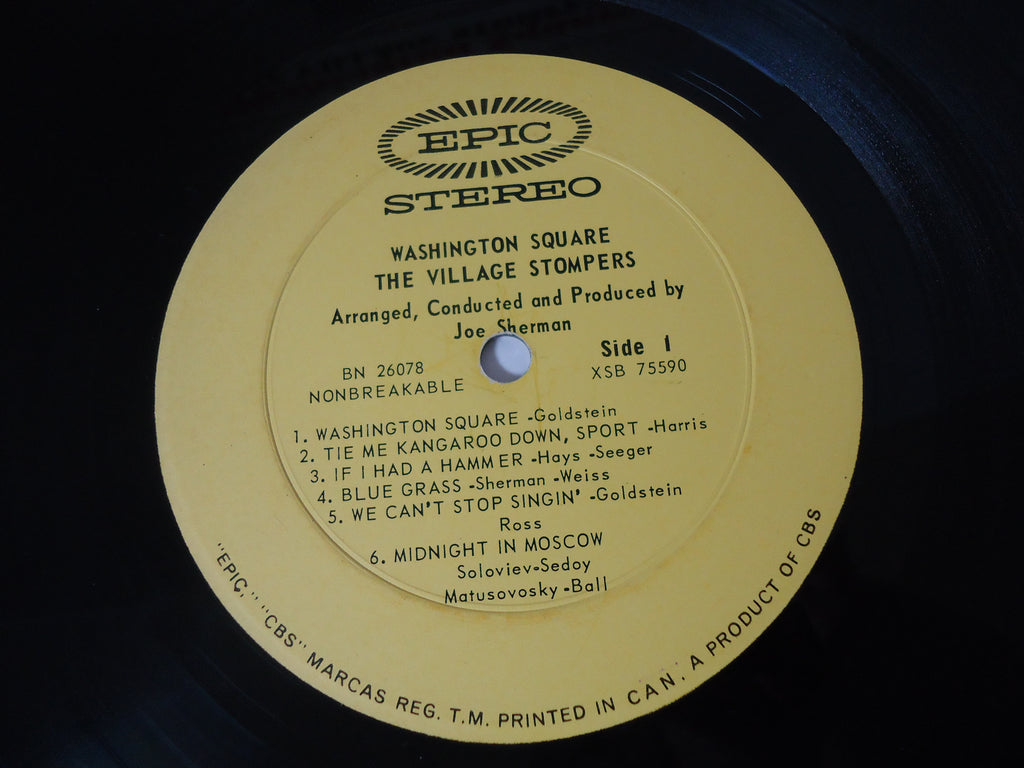 EPIC
STEREO
WASHINGTON SQUARE
THE VILLAGE STOMPERS
Arranged, Conducted and Produced by
Joe Sherman
Side 1
BN 26078
XSB 75590
NONBREAKABLE
1. WASHINGTON SQUARE -Goldstein
2. TIE ME KANGAROO DOWN, SPORT -Harris
3. IF I HAD A HAMMER -Hays -Seeger
4. BLUE GRASS -Sherman -Weiss
5. WE CAN'T STOP SINGIN' -Goldstein
Ross
6. MIDNIGHT IN MOSCOW
Soloviev-Sedoy
Matusovosky-Ball
"EPIC," "CBS" MARCAS REG. T.M. PRINTED IN CAN. A PRODUCT OF CBS